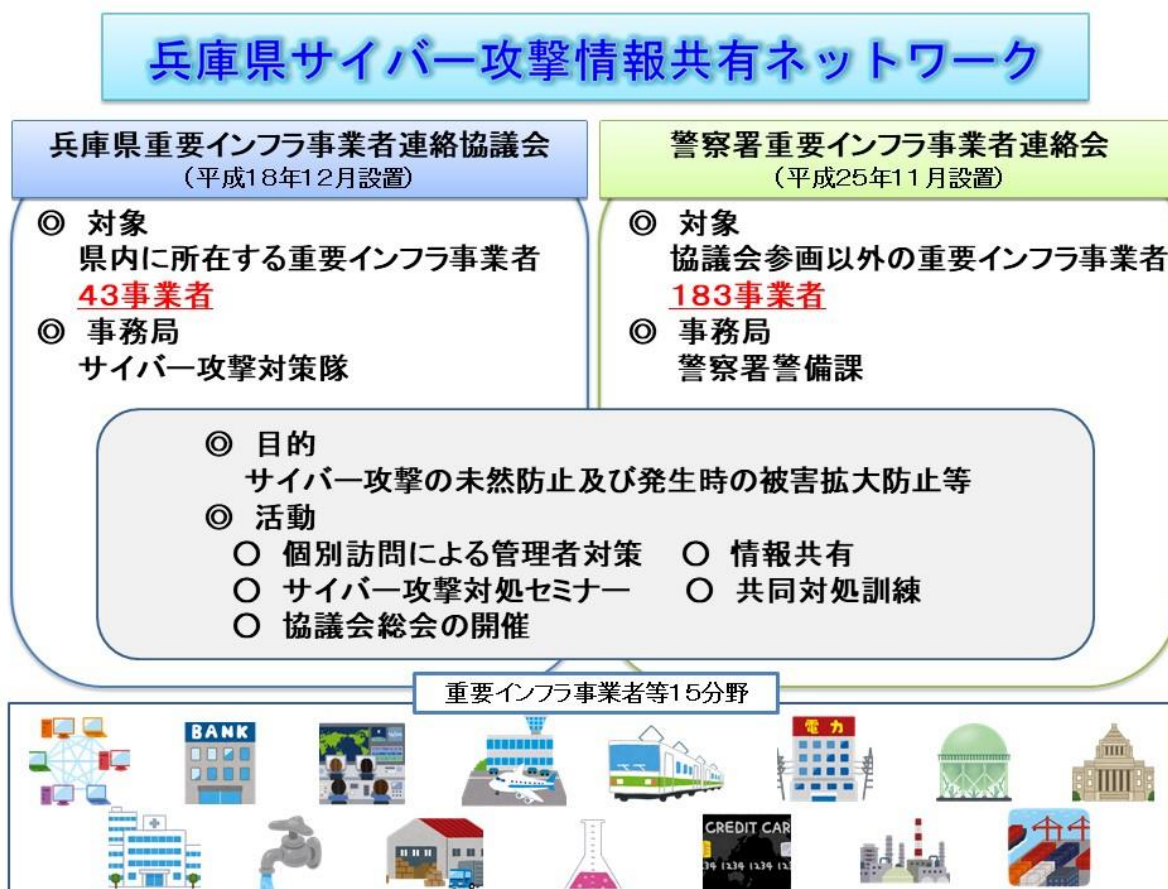 兵庫県サイバー攻撃情報共有ネットワーク
兵庫県重要インフラ事業者連絡協議会
(平成18年12月設置)
◎ 対象
県内に所在する重要インフラ事業者
43事業者
◎ 事務局
サイバー攻撃対策隊
警察署重要インフラ事業者連絡会
(平成25年11月設置)
◎ 対象
協議会参画以外の重要インフラ事業者
183事業者
◎ 事務局
警察署警備課
◎ 目的
サイバー攻撃の未然防止及び発生時の被害拡大防止等
◎ 活動
○ 個別訪問による管理者対策 ○ 情報共有
○ サイバー攻撃対処セミナー ○ 共同対処訓練
○ 協議会総会の開催
重要インフラ事業者等15分野
BANK
電力
CREDIT CAR
34 1234 1234 12